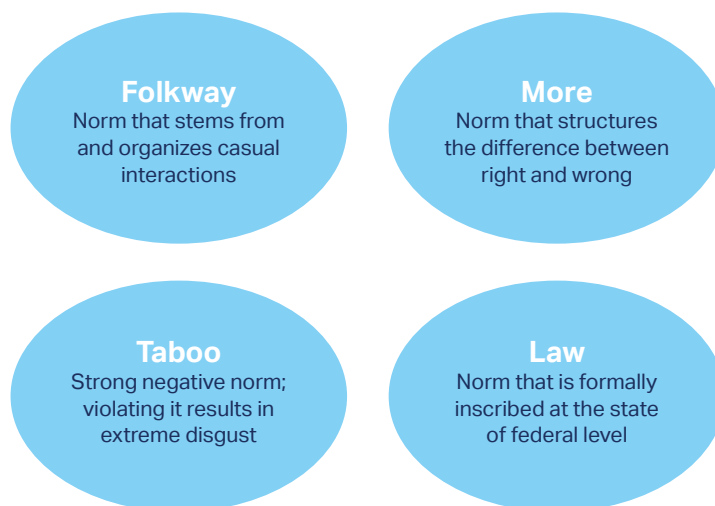 Folkway
Norm that stems from
and organizes casual
interactions
More
Norm that structures
the difference between
right and wrong
Taboo
Strong negative norm;
violating it results in
extreme disgust
Law
Norm that is formally
inscribed at the state
of federal level